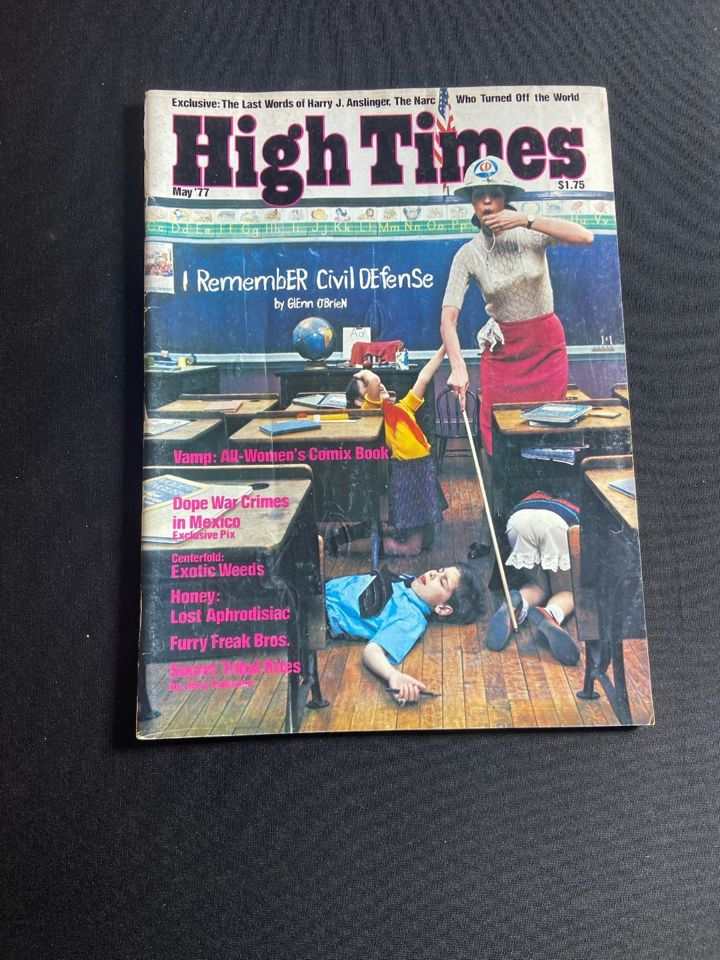 Exclusive: The Last Words of Harry J. Anslinger, The Narc Who Turned Off the World
High Times
May '77
$1.75
CD
C c D d E e F f G g H h I i J j K k L l M m N n O o P p U u V v
I RemembER Civil DEfenSe
by GlEnn O'BrieN
Ad
Vamp: All-Women's Comix Book
Dope War Crimes
in Mexico
Exclusive Pix
Centerfold:
Exotic Weeds
Honey:
Lost Aphrodisiac
Furry Freak Bros.
Secret Tribal Rites